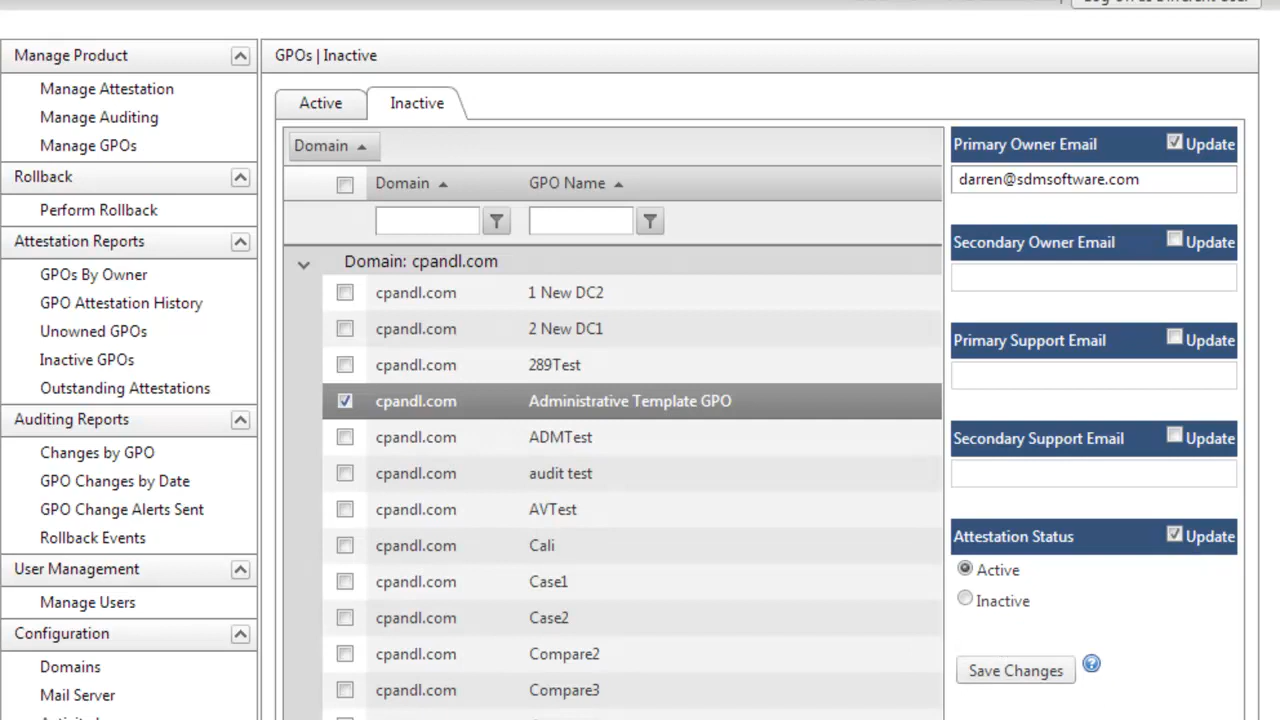 Manage Product
Manage Attestation
Manage Auditing
Manage GPOs
Rollback
Perform Rollback
Attestation Reports
GPOs By Owner
GPO Attestation History
Unowned GPOs
Inactive GPOs
Outstanding Attestations
Auditing Reports
Changes by GPO
GPO Changes by Date
GPO Change Alerts Sent
Rollback Events
User Management
Manage Users
Configuration
Domains
Mail Server
GPOs | Inactive
Active Inactive
Domain
Domain GPO Name
Domain: cpandl.com
cpandl.com 1 New DC2
cpandl.com 2 New DC1
cpandl.com 289Test
cpandl.com Administrative Template GPO
cpandl.com ADMTest
cpandl.com audit test
cpandl.com AVTest
cpandl.com Cali
cpandl.com Case1
cpandl.com Case2
cpandl.com Compare2
cpandl.com Compare3
Primary Owner Email Update
darren@sdmsoftware.com
Secondary Owner Email Update
Primary Support Email Update
Secondary Support Email Update
Attestation Status Update
Active
Inactive
Save Changes ?